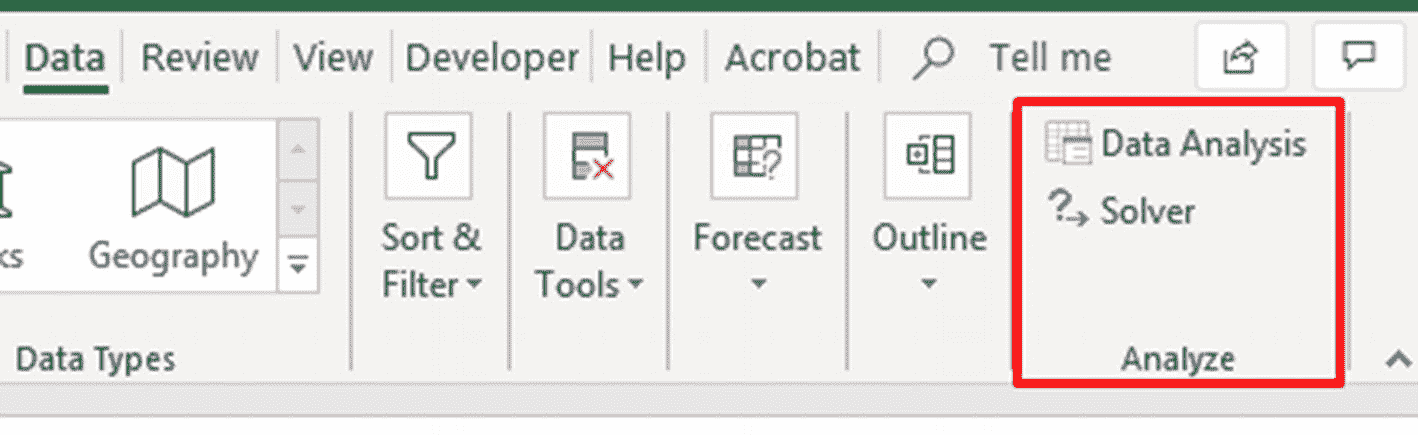 Data Review View Developer Help Acrobat Tell me
Data Analysis
Solver
Geography
Sort &
Filter
Data
Tools
Forecast
Outline
Data Types
Analyze